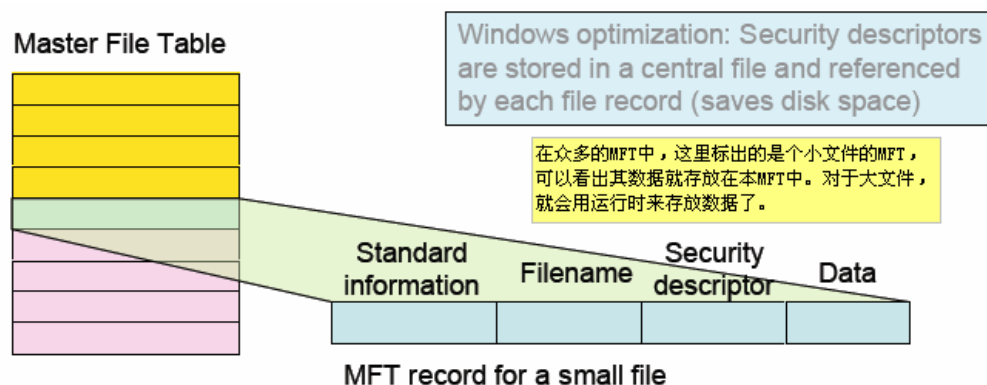 Master File Table
Windows optimization: Security descriptors
are stored in a central file and referenced
by each file record (saves disk space)
在众多的MFT中，这里标出的是个小文件的MFT，
可以看出其数据就存放在本MFT中。对于大文件，
就会用运行时来存放数据了。
Standard
information
Filename
Security
descriptor
Data
MFT record for a small file